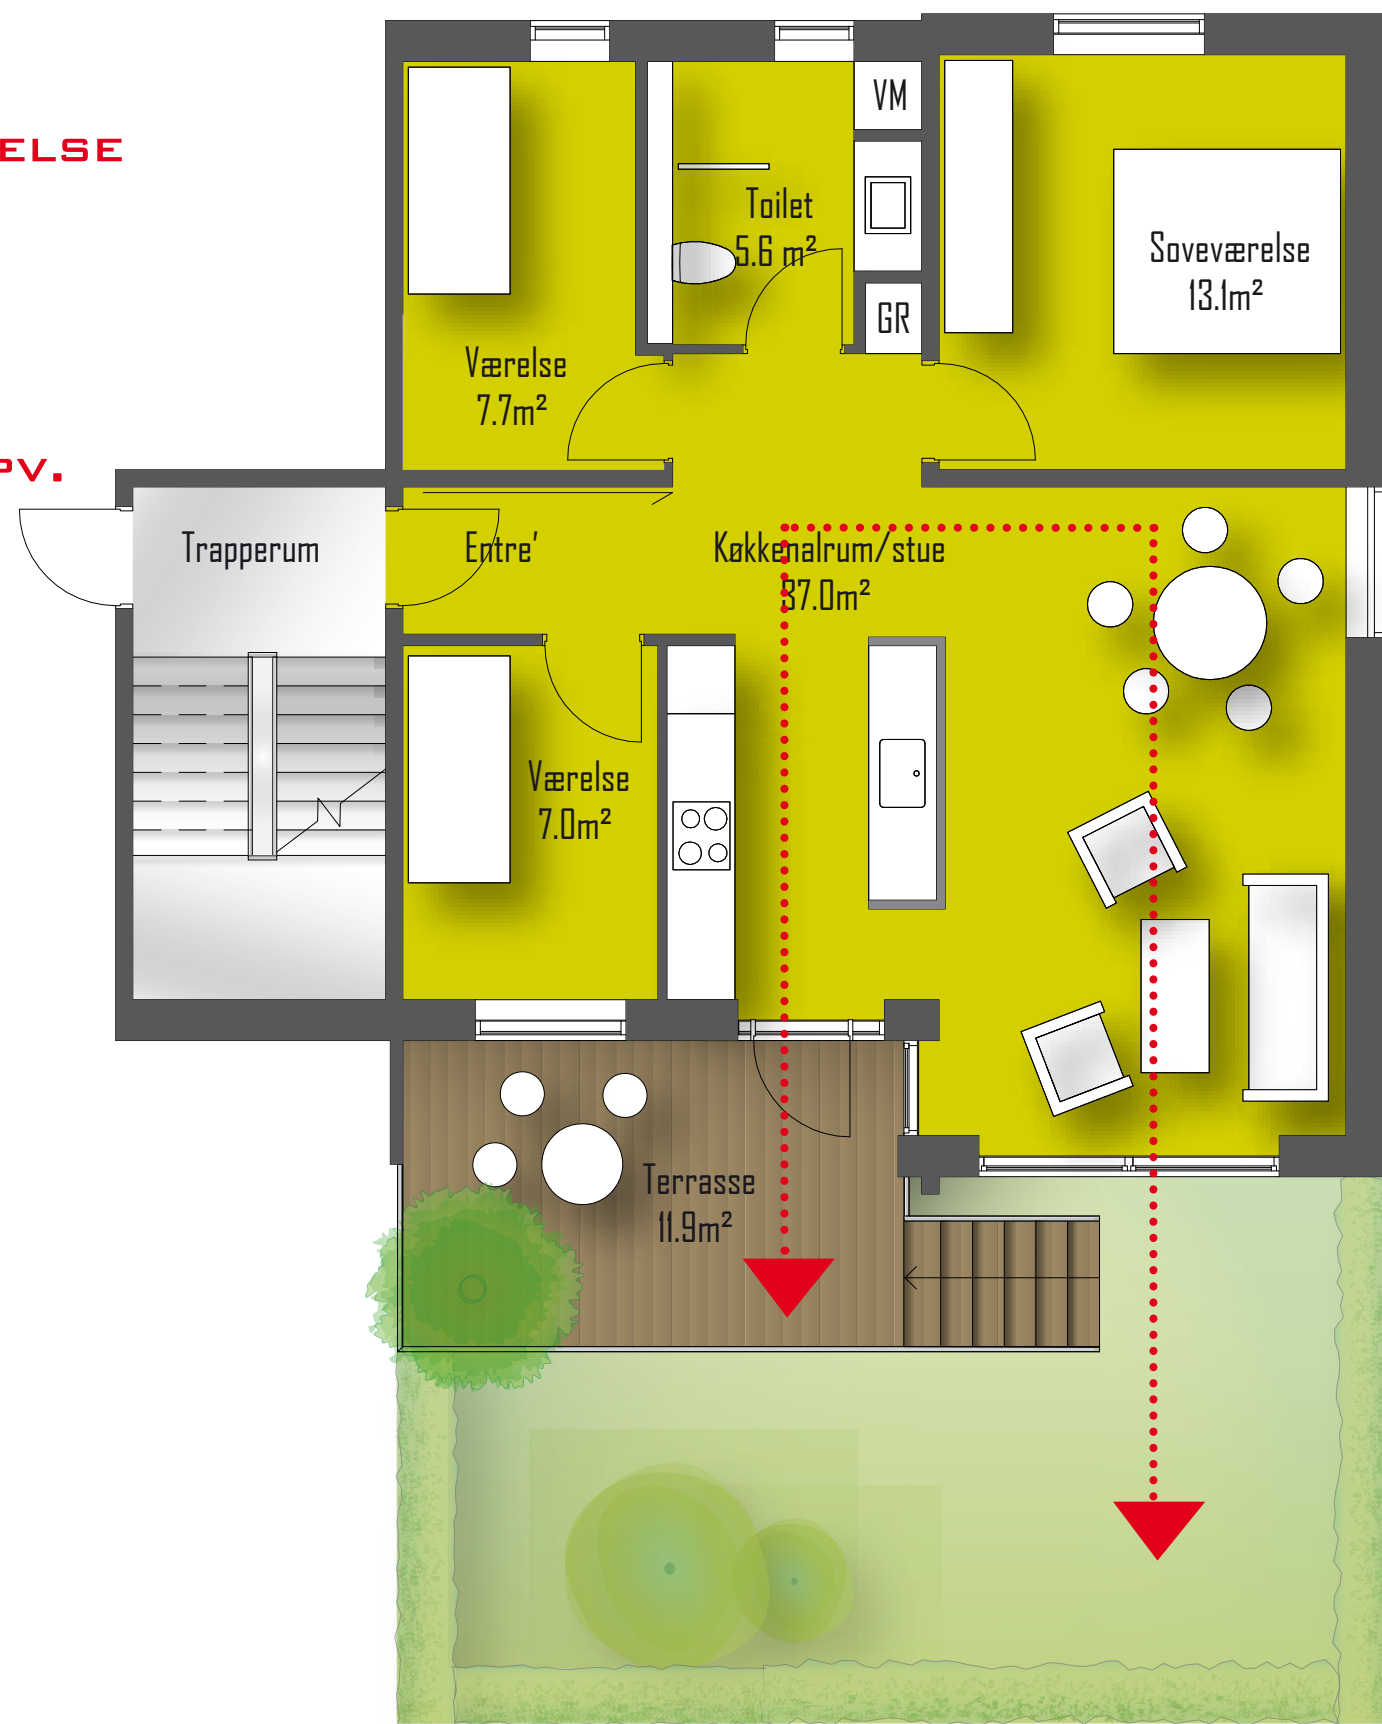 ELSE
VM
Toilet
5.6 m²
Soveværelse
13.1m²
GR
Værelse
7.7m²
PV.
Trapperum
Entre'
Køkkenalrum/stue
37.0m²
Værelse
7.0m²
Terrasse
11.9m²